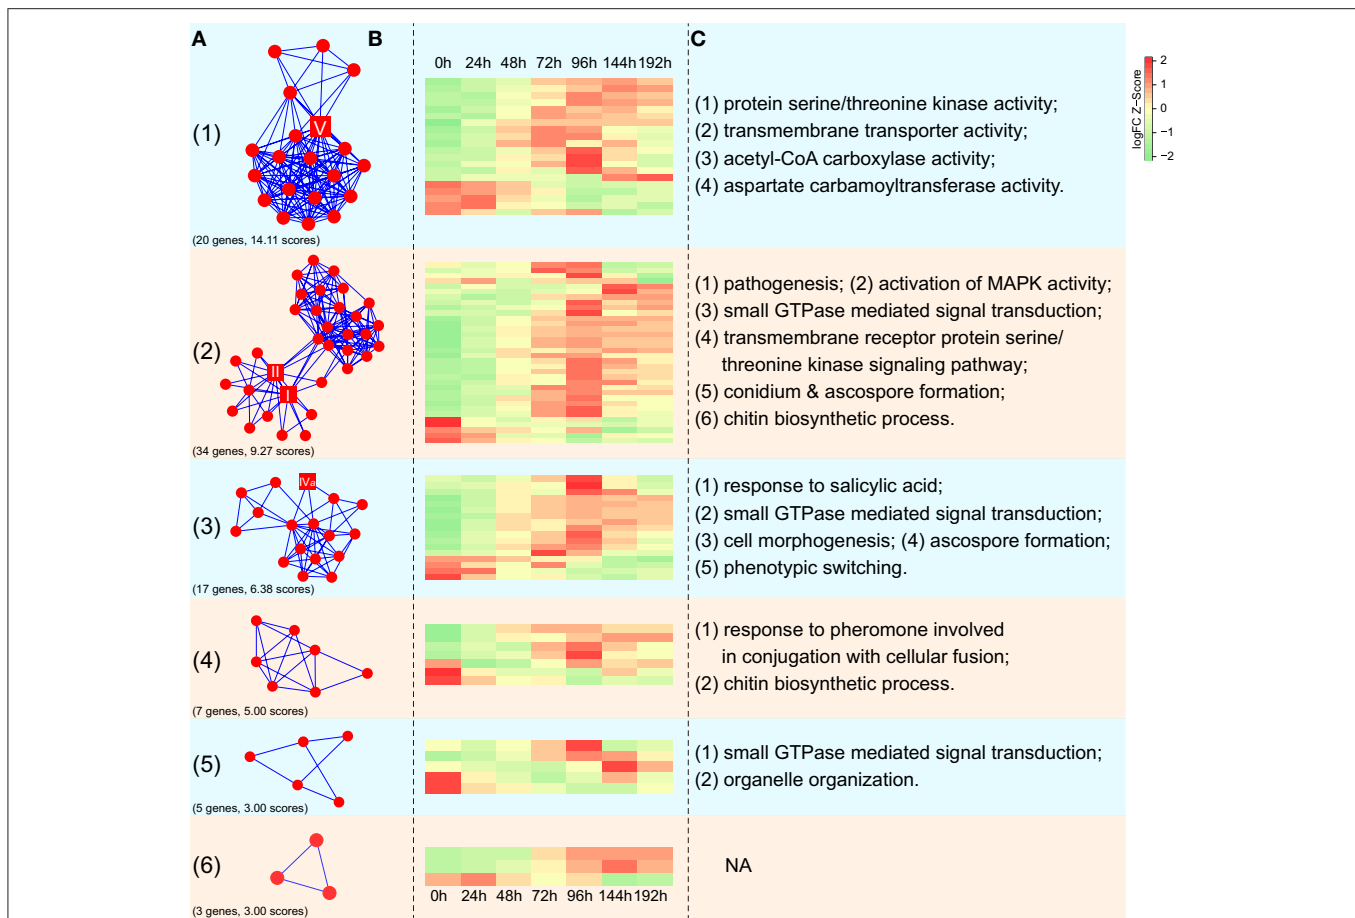 A
B
C
0h 24h 48h 72h 96h 144h 192h
(1)
V
(20 genes, 14.11 scores)
(1) protein serine/threonine kinase activity;
(2) transmembrane transporter activity;
(3) acetyl-CoA carboxylase activity;
(4) aspartate carbamoyltransferase activity.
logFC Z-Score
2
1
0
−1
−2
(2)
II
I
(34 genes, 9.27 scores)
(1) pathogenesis; (2) activation of MAPK activity;
(3) small GTPase mediated signal transduction;
(4) transmembrane receptor protein serine/
threonine kinase signaling pathway;
(5) conidium & ascospore formation;
(6) chitin biosynthetic process.
(3)
IVa
(17 genes, 6.38 scores)
(1) response to salicylic acid;
(2) small GTPase mediated signal transduction;
(3) cell morphogenesis; (4) ascospore formation;
(5) phenotypic switching.
(4)
(7 genes, 5.00 scores)
(1) response to pheromone involved
in conjugation with cellular fusion;
(2) chitin biosynthetic process.
(5)
(5 genes, 3.00 scores)
(1) small GTPase mediated signal transduction;
(2) organelle organization.
(6)
(3 genes, 3.00 scores)
NA
0h 24h 48h 72h 96h 144h 192h